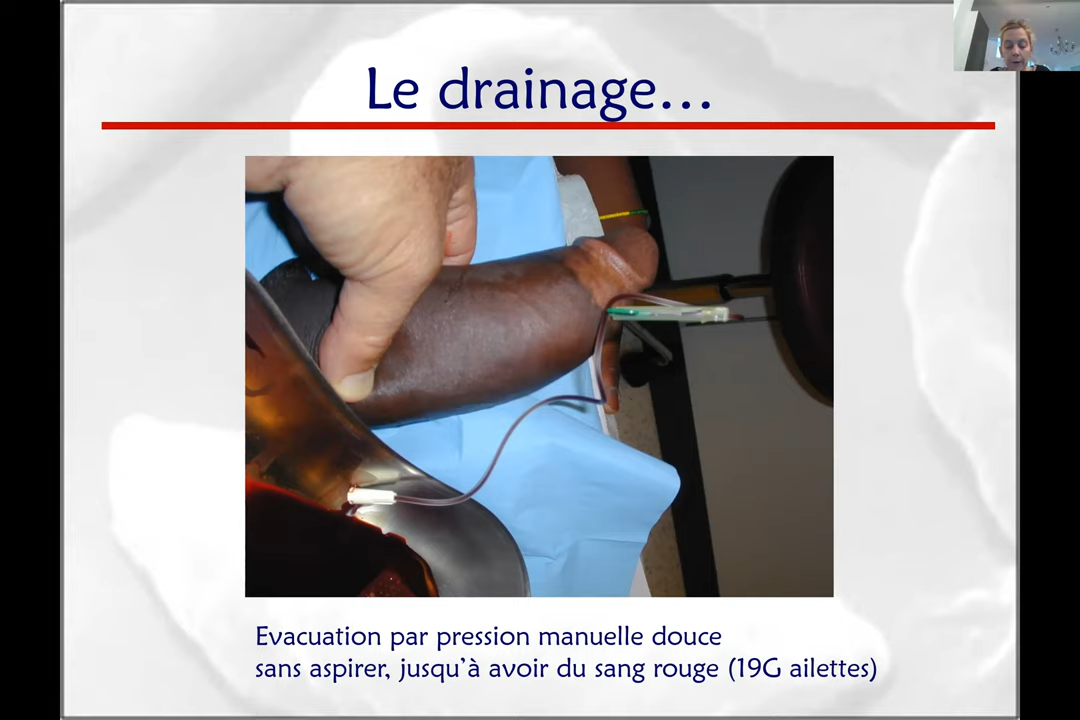 Le drainage...
Evacuation par pression manuelle douce
sans aspirer, jusqu'à avoir du sang rouge (19G ailettes)